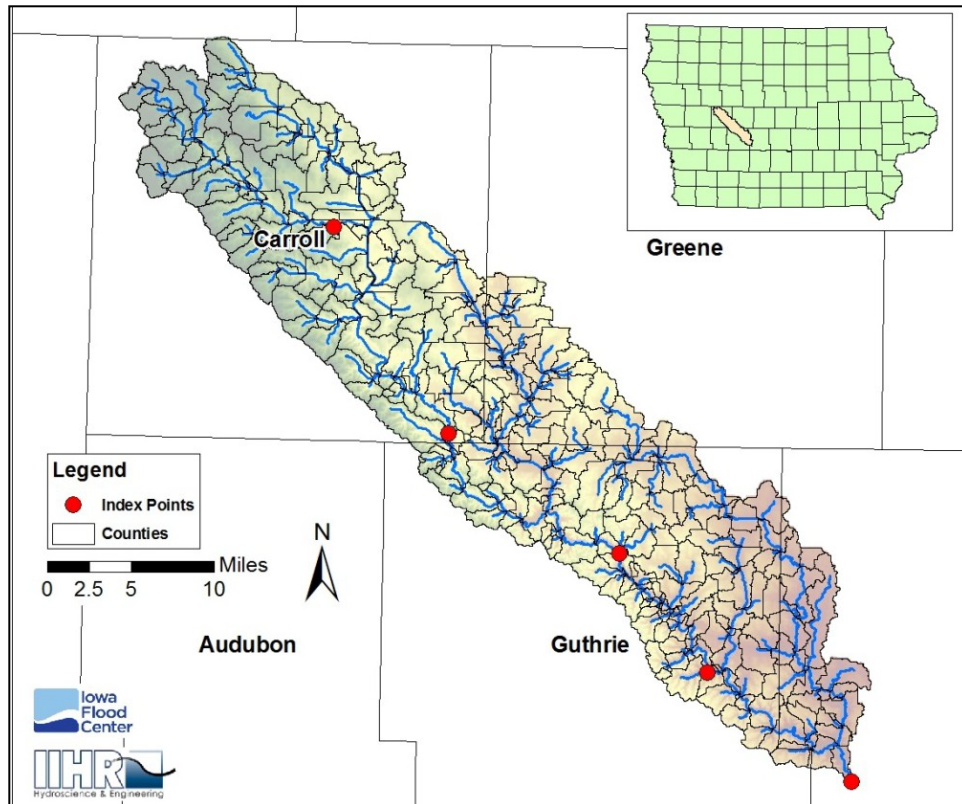 Carroll
Greene
Legend
Index Points
Counties
Miles
0 2.5 5 10
N
Audubon
Guthrie
Iowa
Flood
Center
IIHR
Hydroscience & Engineering